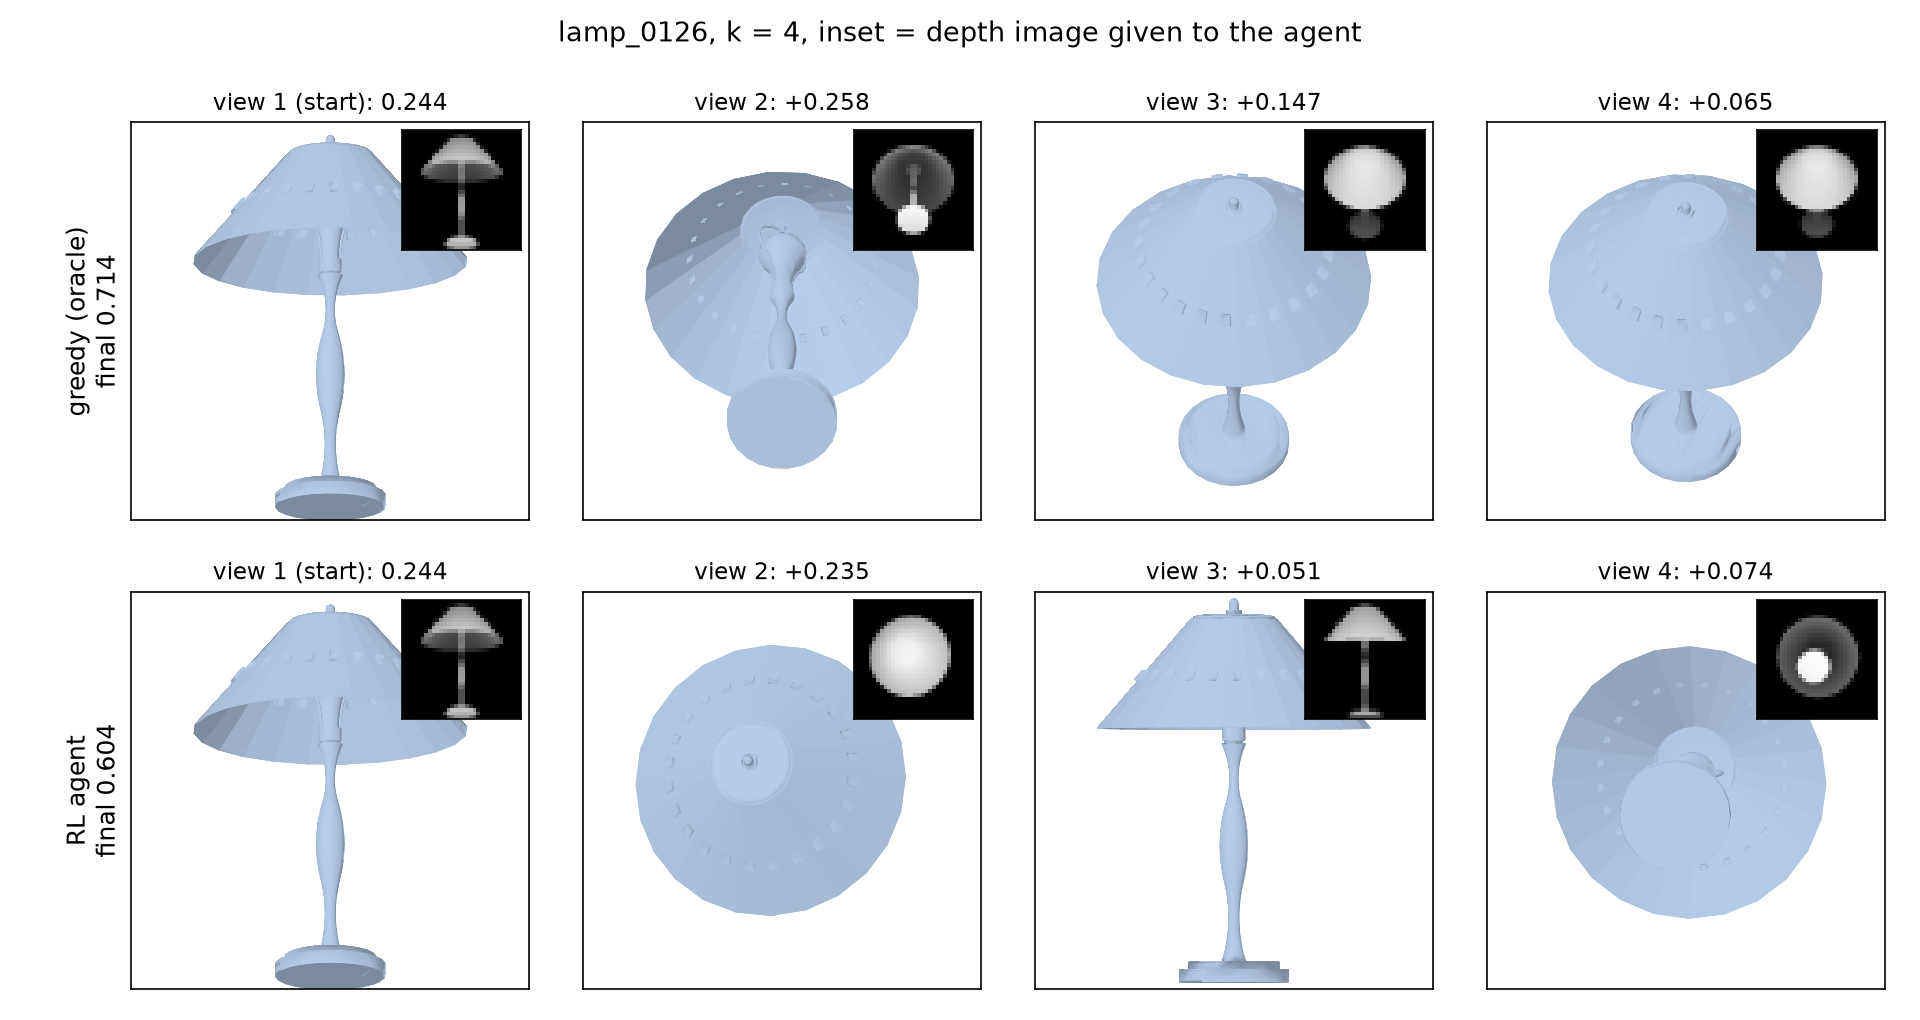 lamp_0126, k = 4, inset = depth image given to the agent
view 1 (start): 0.244
view 2: +0.258
view 3: +0.147
view 4: +0.065
greedy (oracle)
final 0.714
view 1 (start): 0.244
view 2: +0.235
view 3: +0.051
view 4: +0.074
RL agent
final 0.604